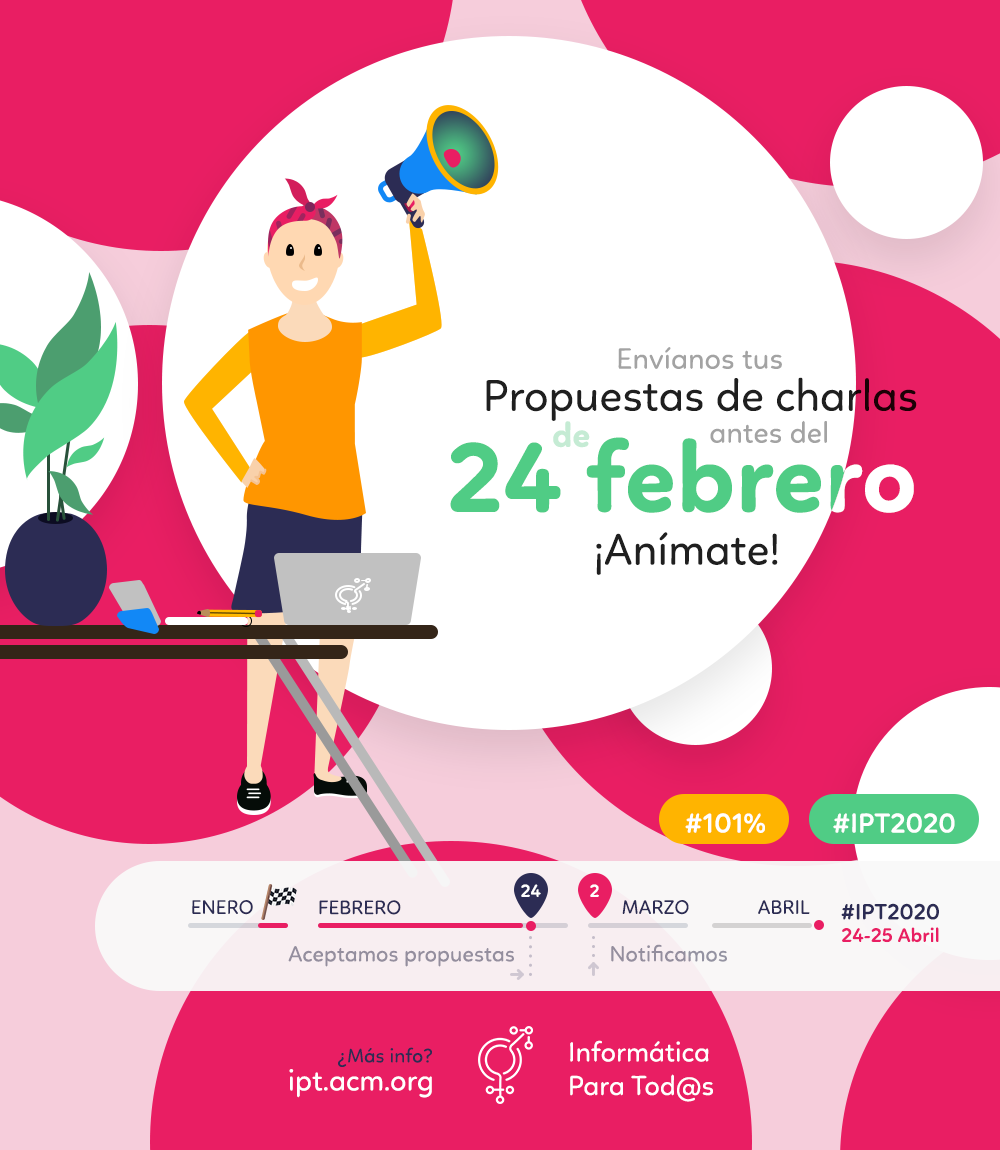 Envíanos tus
Propuestas de charlas
antes del
24 de febrero
¡Anímate!
#101%
#IPT2020
ENERO
FEBRERO
24
2
MARZO
ABRIL
#IPT2020
24-25 Abril
Aceptamos propuestas
Notificamos
¿Más info?
ipt.acm.org
Informática
Para Tod@s